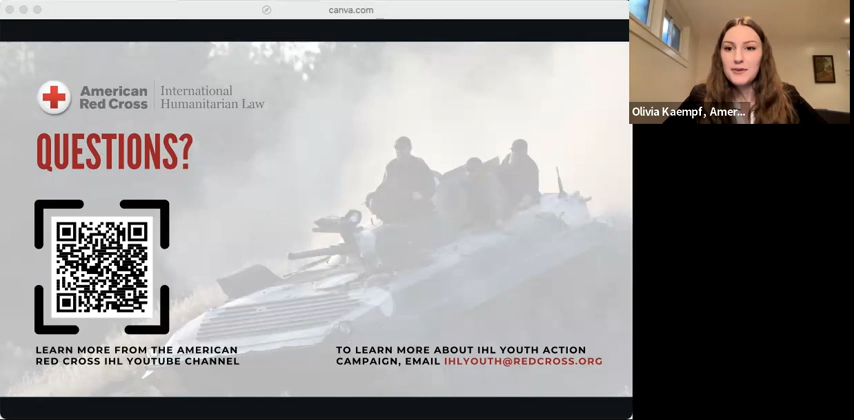 canva.com
American
Red Cross
International
Humanitarian Law
QUESTIONS?
LEARN MORE FROM THE AMERICAN
RED CROSS IHL YOUTUBE CHANNEL
TO LEARN MORE ABOUT IHL YOUTH ACTION
CAMPAIGN, EMAIL IHLYOUTH@REDCROSS.ORG
Olivia Kaempf, Amer...